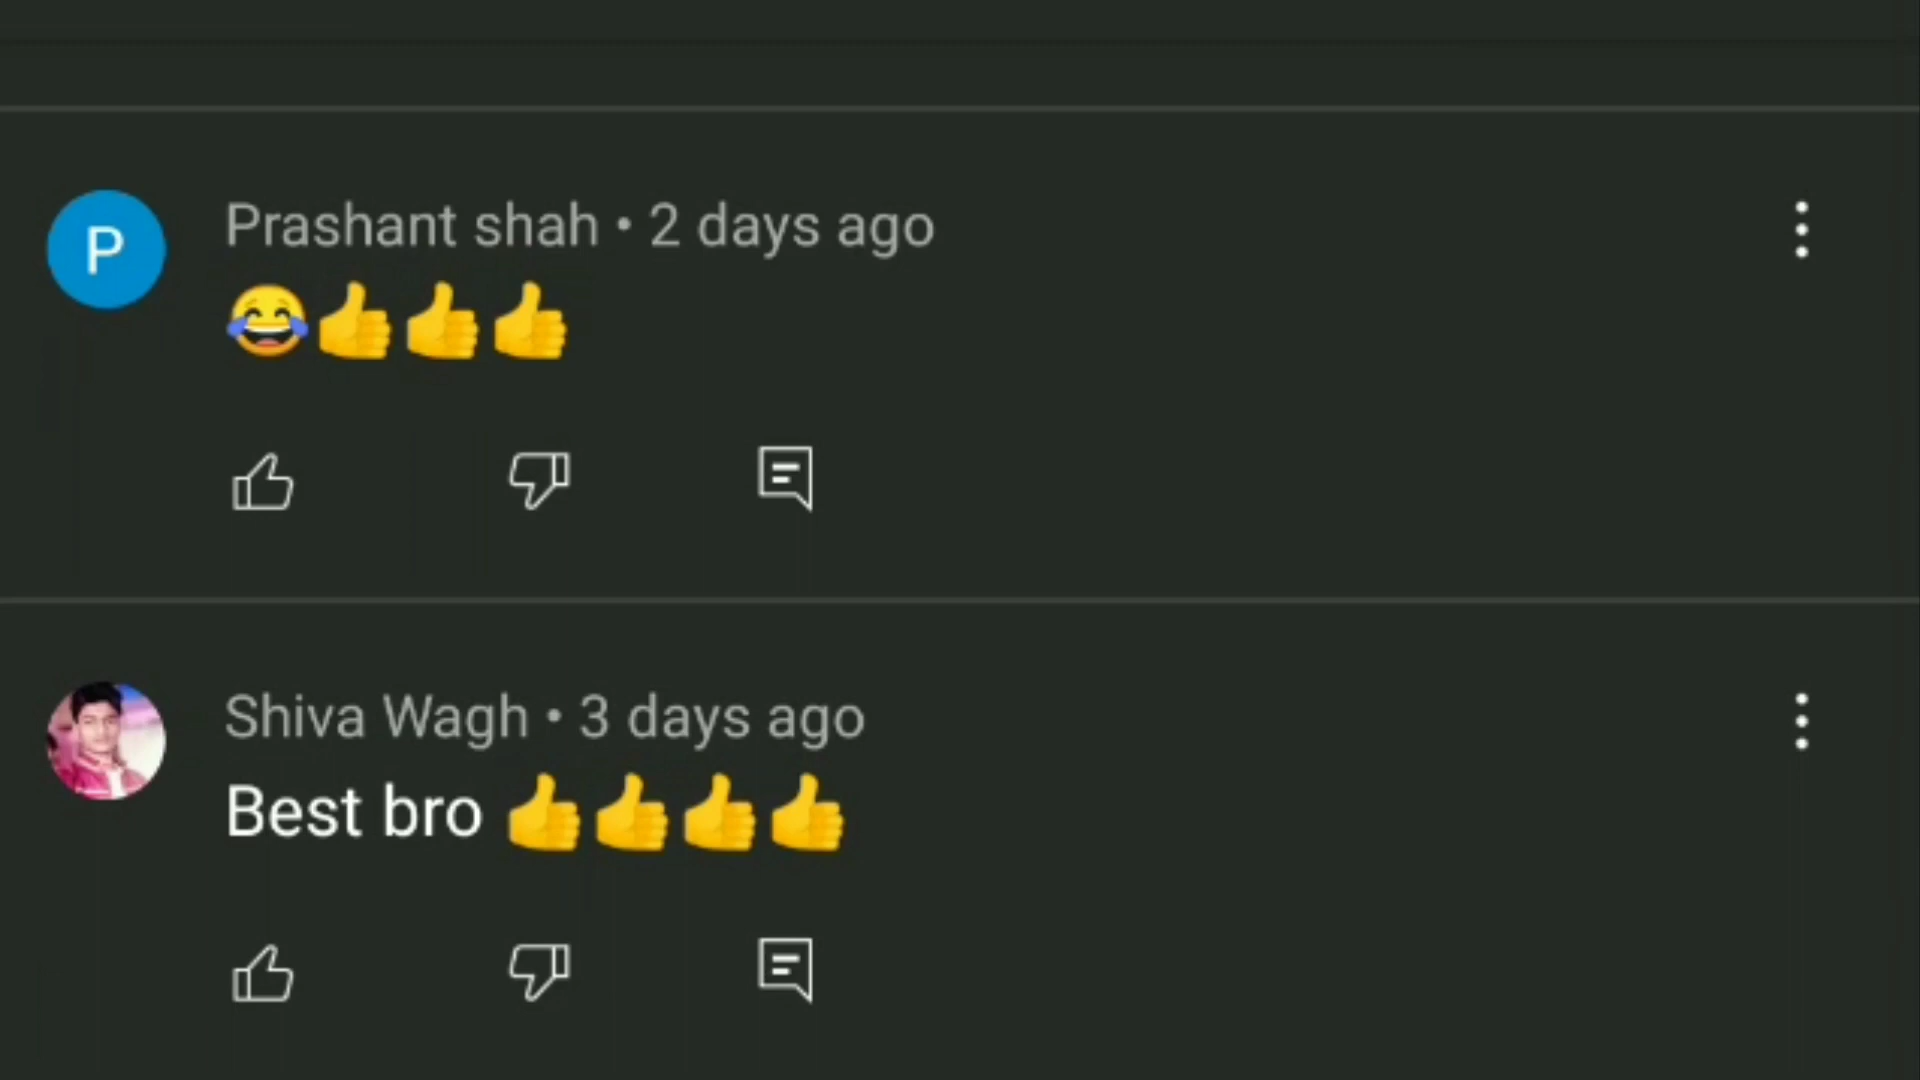 P
Prashant shah • 2 days ago
😂👍👍👍
Shiva Wagh • 3 days ago
Best bro 👍👍👍👍